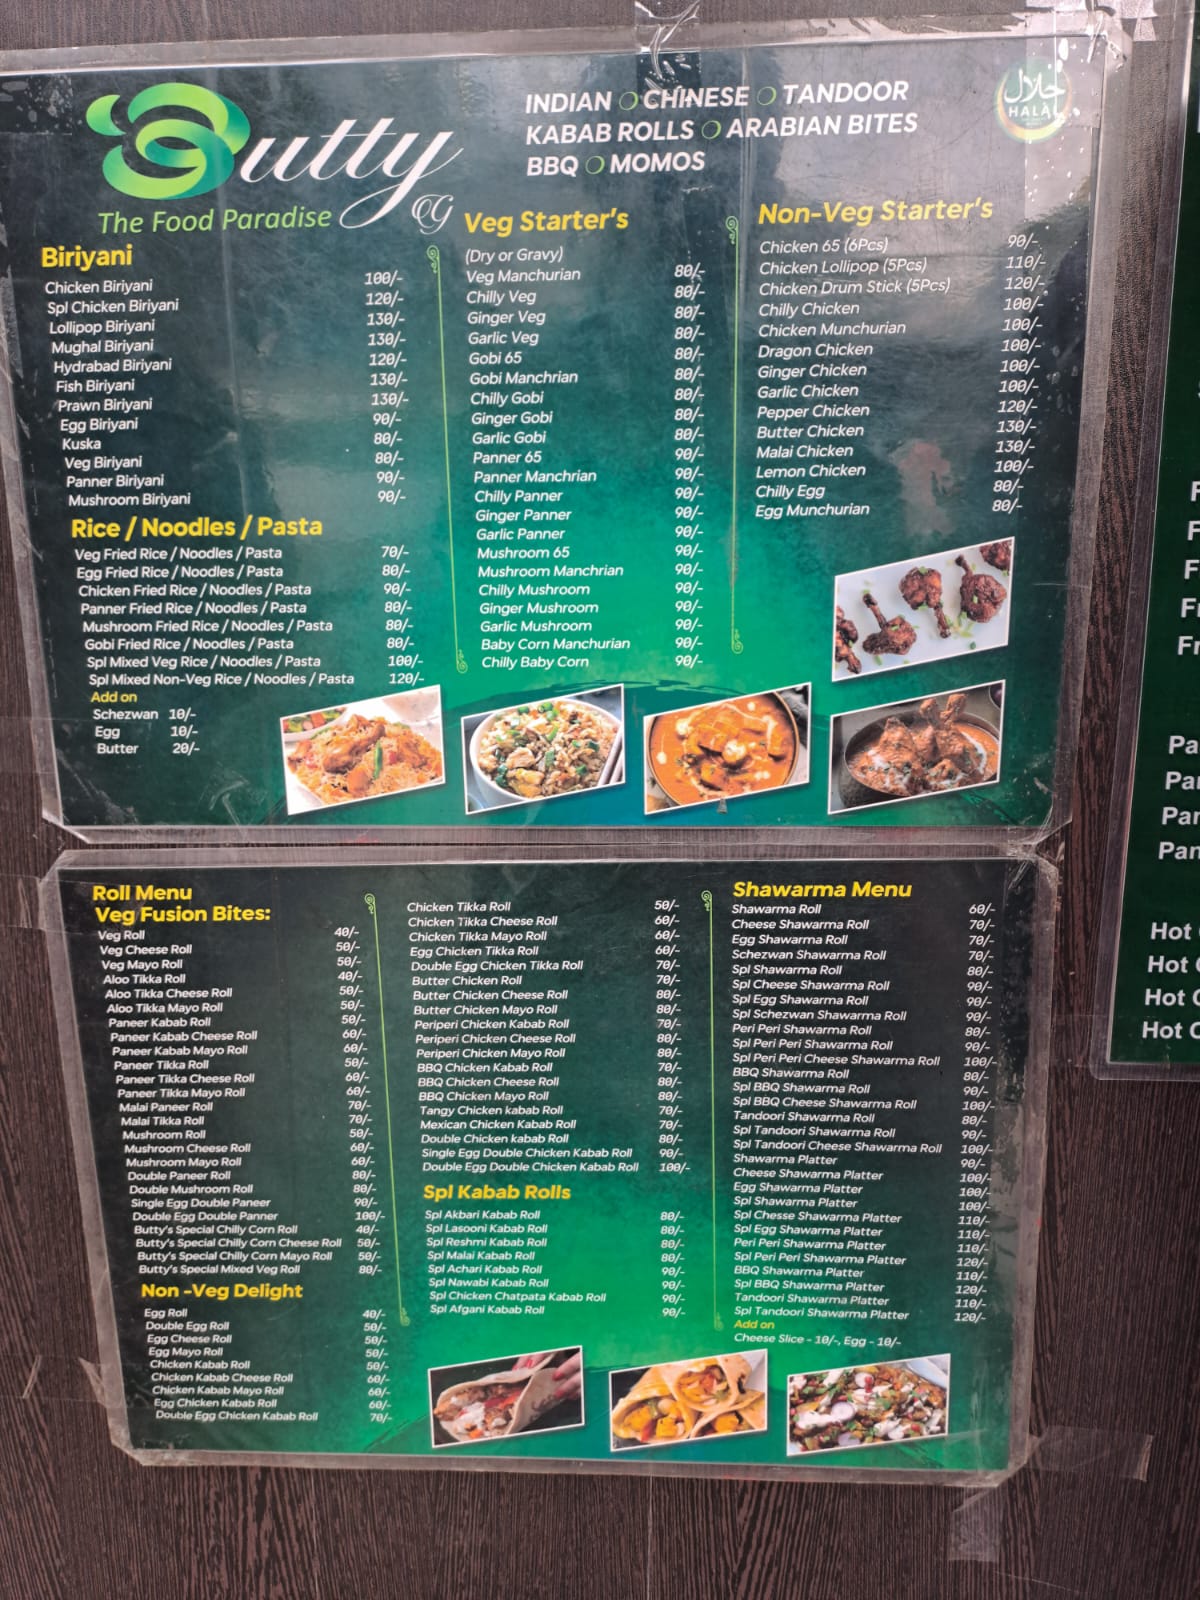 Butty
The Food Paradise
INDIAN CHINESE TANDOOR
KABAB ROLLS ARABIAN BITES
BBQ MOMOS
حلال
HALAL
Biriyani
Chicken Biriyani 100/-
Spl Chicken Biriyani 120/-
Lollipop Biriyani 130/-
Mughal Biriyani 130/-
Hydrabad Biriyani 120/-
Fish Biriyani 130/-
Prawn Biriyani 130/-
Egg Biriyani 90/-
Kuska 80/-
Veg Biriyani 80/-
Panner Biriyani 90/-
Mushroom Biriyani 90/-
Rice / Noodles / Pasta
Veg Fried Rice / Noodles / Pasta 70/-
Egg Fried Rice / Noodles / Pasta 80/-
Chicken Fried Rice / Noodles / Pasta 90/-
Panner Fried Rice / Noodles / Pasta 80/-
Mushroom Fried Rice / Noodles / Pasta 80/-
Gobi Fried Rice / Noodles / Pasta 80/-
Spl Mixed Veg Rice / Noodles / Pasta 100/-
Spl Mixed Non-Veg Rice / Noodles / Pasta 120/-
Add on
Schezwan 10/-
Egg 10/-
Butter 20/-
Veg Starter's
(Dry or Gravy)
Veg Manchurian 80/-
Chilly Veg 80/-
Ginger Veg 80/-
Garlic Veg 80/-
Gobi 65 80/-
Gobi Manchrian 80/-
Chilly Gobi 80/-
Ginger Gobi 80/-
Garlic Gobi 80/-
Panner 65 90/-
Panner Manchrian 90/-
Chilly Panner 90/-
Ginger Panner 90/-
Garlic Panner 90/-
Mushroom 65 90/-
Mushroom Manchrian 90/-
Chilly Mushroom 90/-
Ginger Mushroom 90/-
Garlic Mushroom 90/-
Baby Corn Manchurian 90/-
Chilly Baby Corn 90/-
Non-Veg Starter's
Chicken 65 (6Pcs) 90/-
Chicken Lollipop (5Pcs) 110/-
Chicken Drum Stick (5Pcs) 120/-
Chilly Chicken 100/-
Chicken Munchurian 100/-
Dragon Chicken 100/-
Ginger Chicken 100/-
Garlic Chicken 100/-
Pepper Chicken 120/-
Butter Chicken 130/-
Malai Chicken 130/-
Lemon Chicken 100/-
Chilly Egg 80/-
Egg Munchurian 80/-
Roll Menu
Veg Fusion Bites:
Veg Roll 40/-
Veg Cheese Roll 50/-
Veg Mayo Roll 50/-
Aloo Tikka Roll 40/-
Aloo Tikka Cheese Roll 50/-
Aloo Tikka Mayo Roll 50/-
Paneer Kabab Roll 50/-
Paneer Kabab Cheese Roll 60/-
Paneer Kabab Mayo Roll 60/-
Paneer Tikka Roll 50/-
Paneer Tikka Cheese Roll 60/-
Paneer Tikka Mayo Roll 60/-
Malai Paneer Roll 70/-
Malai Tikka Roll 70/-
Mushroom Roll 50/-
Mushroom Cheese Roll 60/-
Mushroom Mayo Roll 60/-
Double Paneer Roll 80/-
Double Mushroom Roll 80/-
Single Egg Double Paneer 90/-
Double Egg Double Panner 100/-
Butty's Special Chilly Corn Roll 40/-
Butty's Special Chilly Corn Cheese Roll 50/-
Butty's Special Chilly Corn Mayo Roll 50/-
Butty's Special Mixed Veg Roll 80/-
Non -Veg Delight
Egg Roll 40/-
Double Egg Roll 50/-
Egg Cheese Roll 50/-
Egg Mayo Roll 50/-
Chicken Kabab Roll 50/-
Chicken Kabab Cheese Roll 60/-
Chicken Kabab Mayo Roll 60/-
Egg Chicken Kabab Roll 60/-
Double Egg Chicken Kabab Roll 70/-
Chicken Tikka Roll 50/-
Chicken Tikka Cheese Roll 60/-
Chicken Tikka Mayo Roll 60/-
Egg Chicken Tikka Roll 60/-
Double Egg Chicken Tikka Roll 70/-
Butter Chicken Roll 70/-
Butter Chicken Cheese Roll 80/-
Butter Chicken Mayo Roll 80/-
Periperi Chicken Kabab Roll 70/-
Periperi Chicken Cheese Roll 80/-
Periperi Chicken Mayo Roll 80/-
BBQ Chicken Kabab Roll 70/-
BBQ Chicken Cheese Roll 80/-
BBQ Chicken Mayo Roll 80/-
Tangy Chicken kabab Roll 70/-
Mexican Chicken Kabab Roll 70/-
Double Chicken kabab Roll 80/-
Single Egg Double Chicken Kabab Roll 90/-
Double Egg Double Chicken Kabab Roll 100/-
Spl Kabab Rolls
Spl Akbari Kabab Roll 80/-
Spl Lasooni Kabab Roll 80/-
Spl Reshmi Kabab Roll 80/-
Spl Malai Kabab Roll 80/-
Spl Achari Kabab Roll 90/-
Spl Nawabi Kabab Roll 90/-
Spl Chicken Chatpata Kabab Roll 90/-
Spl Afgani Kabab Roll 90/-
Shawarma Menu
Shawarma Roll 60/-
Cheese Shawarma Roll 70/-
Egg Shawarma Roll 70/-
Schezwan Shawarma Roll 70/-
Spl Shawarma Roll 80/-
Spl Cheese Shawarma Roll 90/-
Spl Egg Shawarma Roll 90/-
Spl Schezwan Shawarma Roll 90/-
Peri Peri Shawarma Roll 80/-
Spl Peri Peri Shawarma Roll 90/-
Spl Peri Peri Cheese Shawarma Roll 100/-
BBQ Shawarma Roll 80/-
Spl BBQ Shawarma Roll 90/-
Spl BBQ Cheese Shawarma Roll 100/-
Tandoori Shawarma Roll 80/-
Spl Tandoori Shawarma Roll 90/-
Spl Tandoori Cheese Shawarma Roll 100/-
Shawarma Platter 90/-
Cheese Shawarma Platter 100/-
Egg Shawarma Platter 100/-
Spl Shawarma Platter 100/-
Spl Chesse Shawarma Platter 110/-
Spl Egg Shawarma Platter 110/-
Peri Peri Shawarma Platter 110/-
Spl Peri Peri Shawarma Platter 120/-
BBQ Shawarma Platter 110/-
Spl BBQ Shawarma Platter 120/-
Tandoori Shawarma Platter 110/-
Spl Tandoori Shawarma Platter 120/-
Add on
Cheese Slice - 10/-, Egg - 10/-
Hot
Hot
Hot
Hot